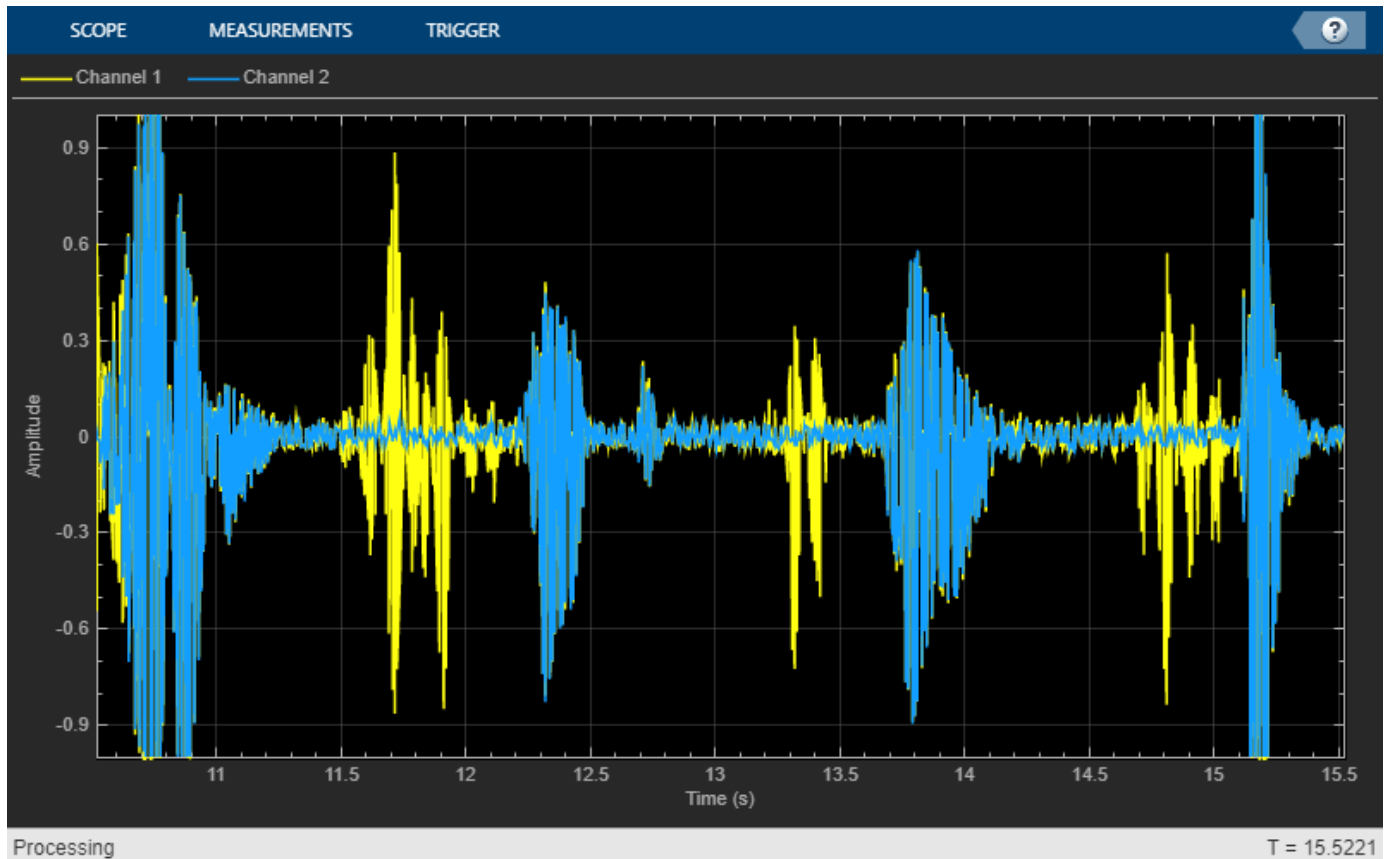 SCOPE MEASUREMENTS TRIGGER ?
Channel 1 Channel 2
0.9
0.6
0.3
0
-0.3
-0.6
-0.9
Amplitude
11 11.5 12 12.5 13 13.5 14 14.5 15 15.5
Time (s)
Processing T = 15.5221